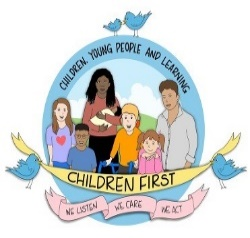 CHILDREN, YOUNG PEOPLE AND LEARNING
CHILDREN FIRST
WE LISTEN WE CARE WE ACT